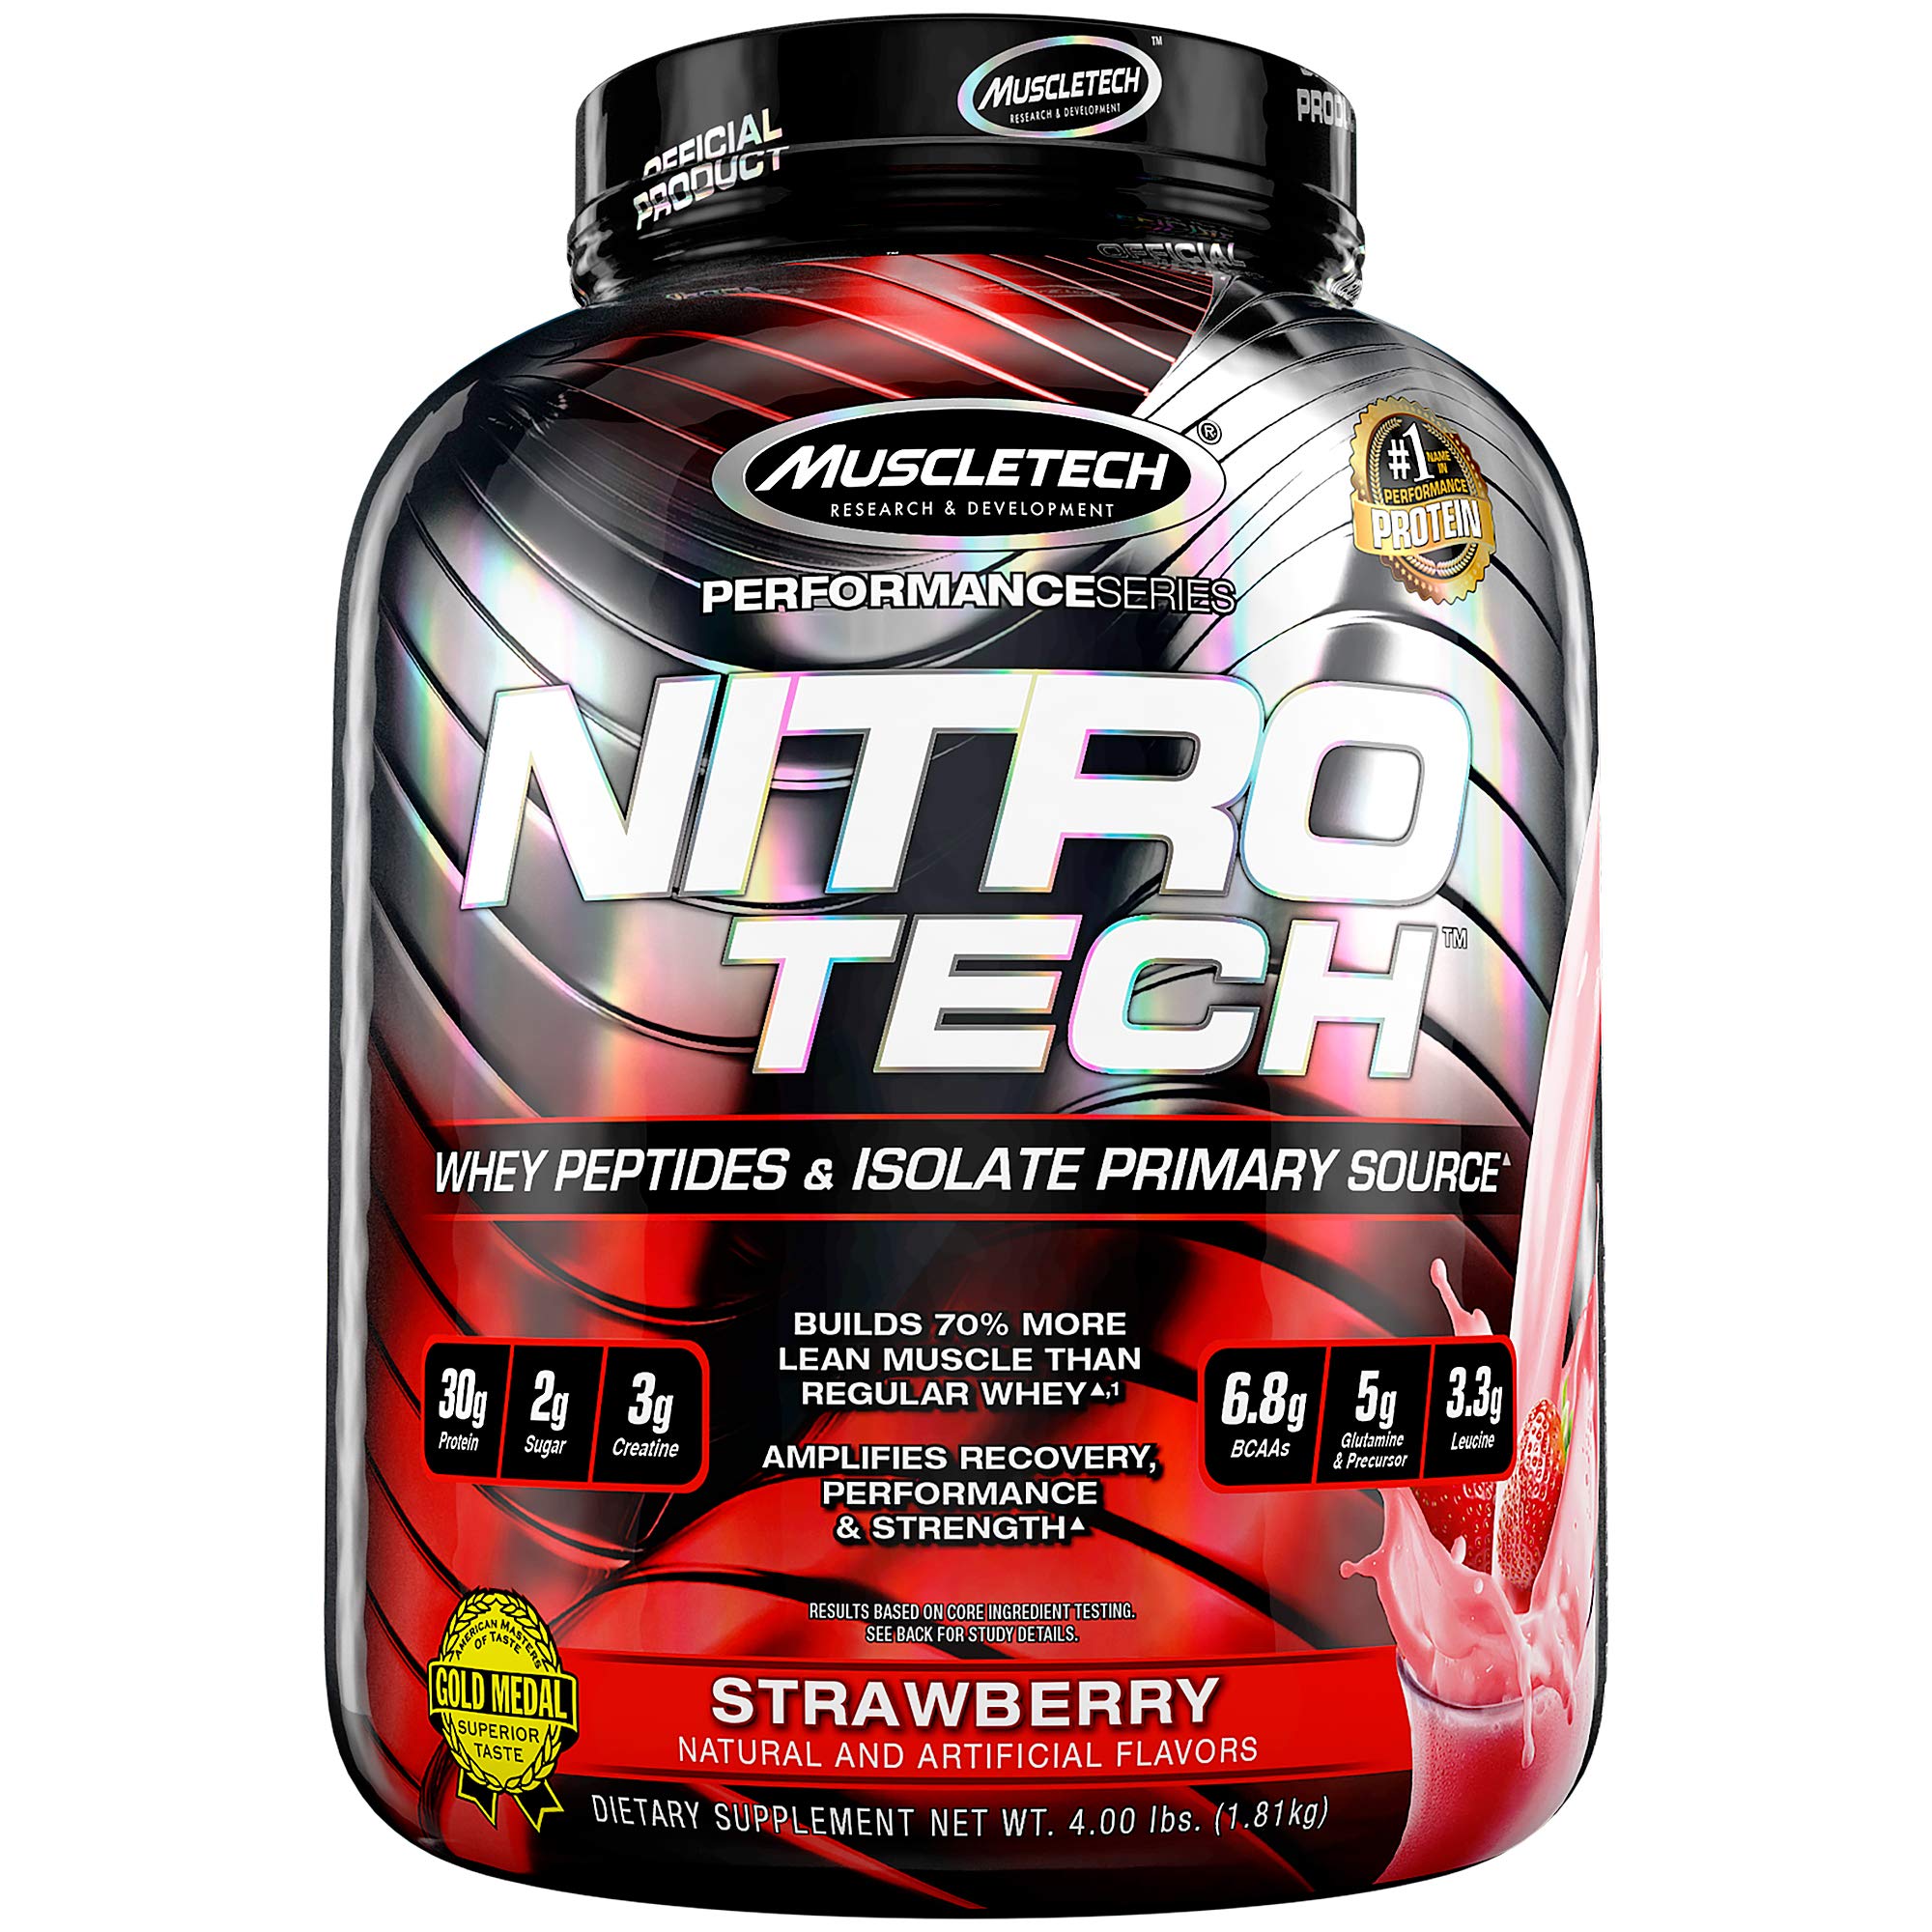 MUSCLETECH™
RESEARCH & DEVELOPMENT
OFFICIAL
PRODUCT
OFFICIAL
MUSCLETECH®
RESEARCH & DEVELOPMENT
#1 NAME
IN
PERFORMANCE
PROTEIN
PERFORMANCESERIES
NITRO
TECH™
WHEY PEPTIDES & ISOLATE PRIMARY SOURCE▲
BUILDS 70% MORE
LEAN MUSCLE THAN
REGULAR WHEY▲,1
30g 2g 3g
Protein Sugar Creatine
AMPLIFIES RECOVERY,
PERFORMANCE
& STRENGTH▲
6.8g 5g 3.3g
BCAAs Glutamine Leucine
& Precursor
RESULTS BASED ON CORE INGREDIENT TESTING.
SEE BACK FOR STUDY DETAILS.
AMERICAN MASTERS
OF TASTE
GOLD MEDAL
SUPERIOR
TASTE
STRAWBERRY
NATURAL AND ARTIFICIAL FLAVORS
DIETARY SUPPLEMENT NET WT. 4.00 lbs. (1.81kg)